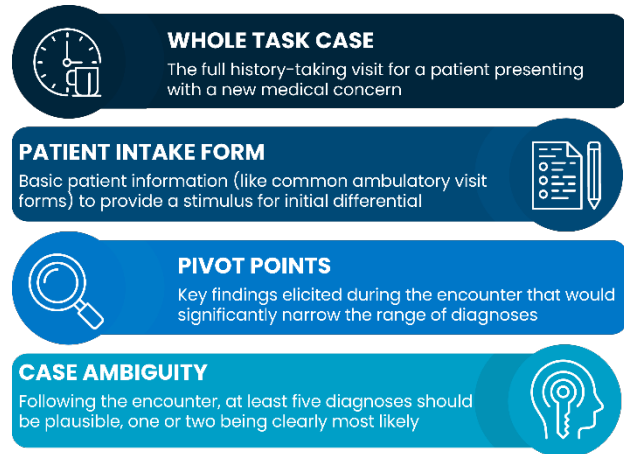 WHOLE TASK CASE
The full history-taking visit for a patient presenting
with a new medical concern
PATIENT INTAKE FORM
Basic patient information (like common ambulatory visit
forms) to provide a stimulus for initial differential
PIVOT POINTS
Key findings elicited during the encounter that would
significantly narrow the range of diagnoses
CASE AMBIGUITY
Following the encounter, at least five diagnoses should
be plausible, one or two being clearly most likely